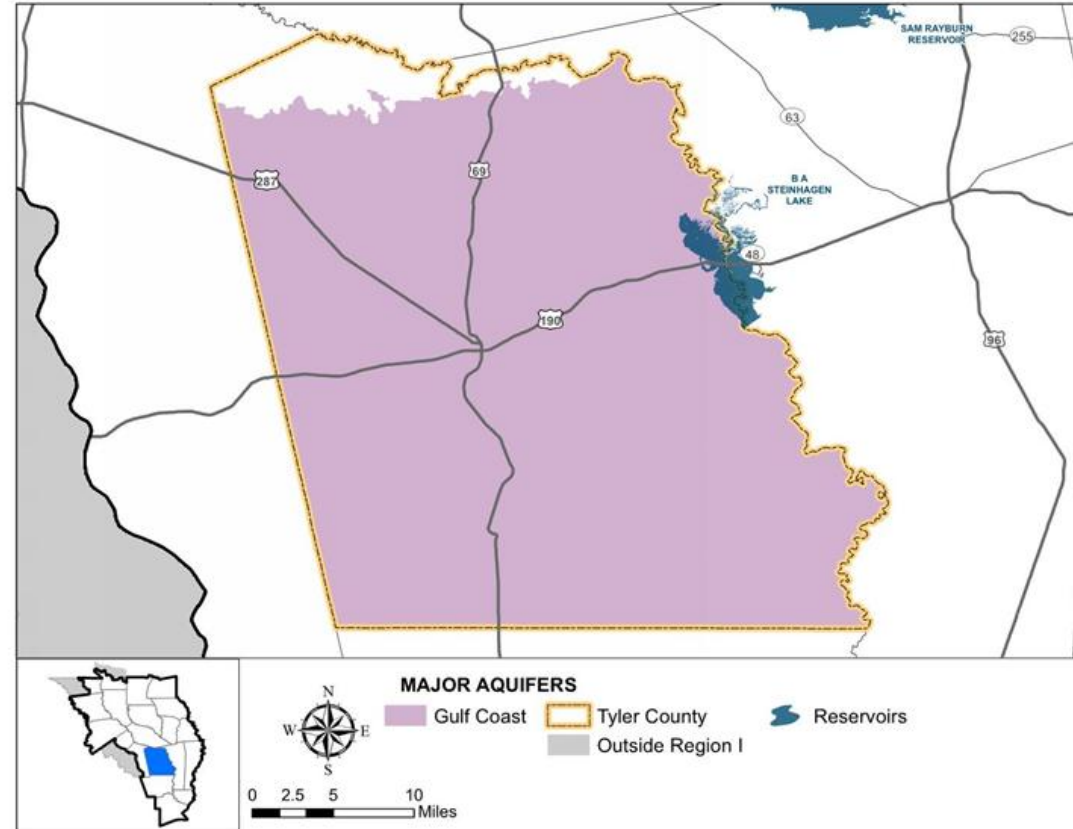 SAM RAYBURN
RESERVOIR
255
63
69
287
B A
STEINHAGEN
LAKE
48
190
96
MAJOR AQUIFERS
Gulf Coast
Tyler County
Reservoirs
Outside Region I
N
W
E
S
0 2.5 5 10
Miles